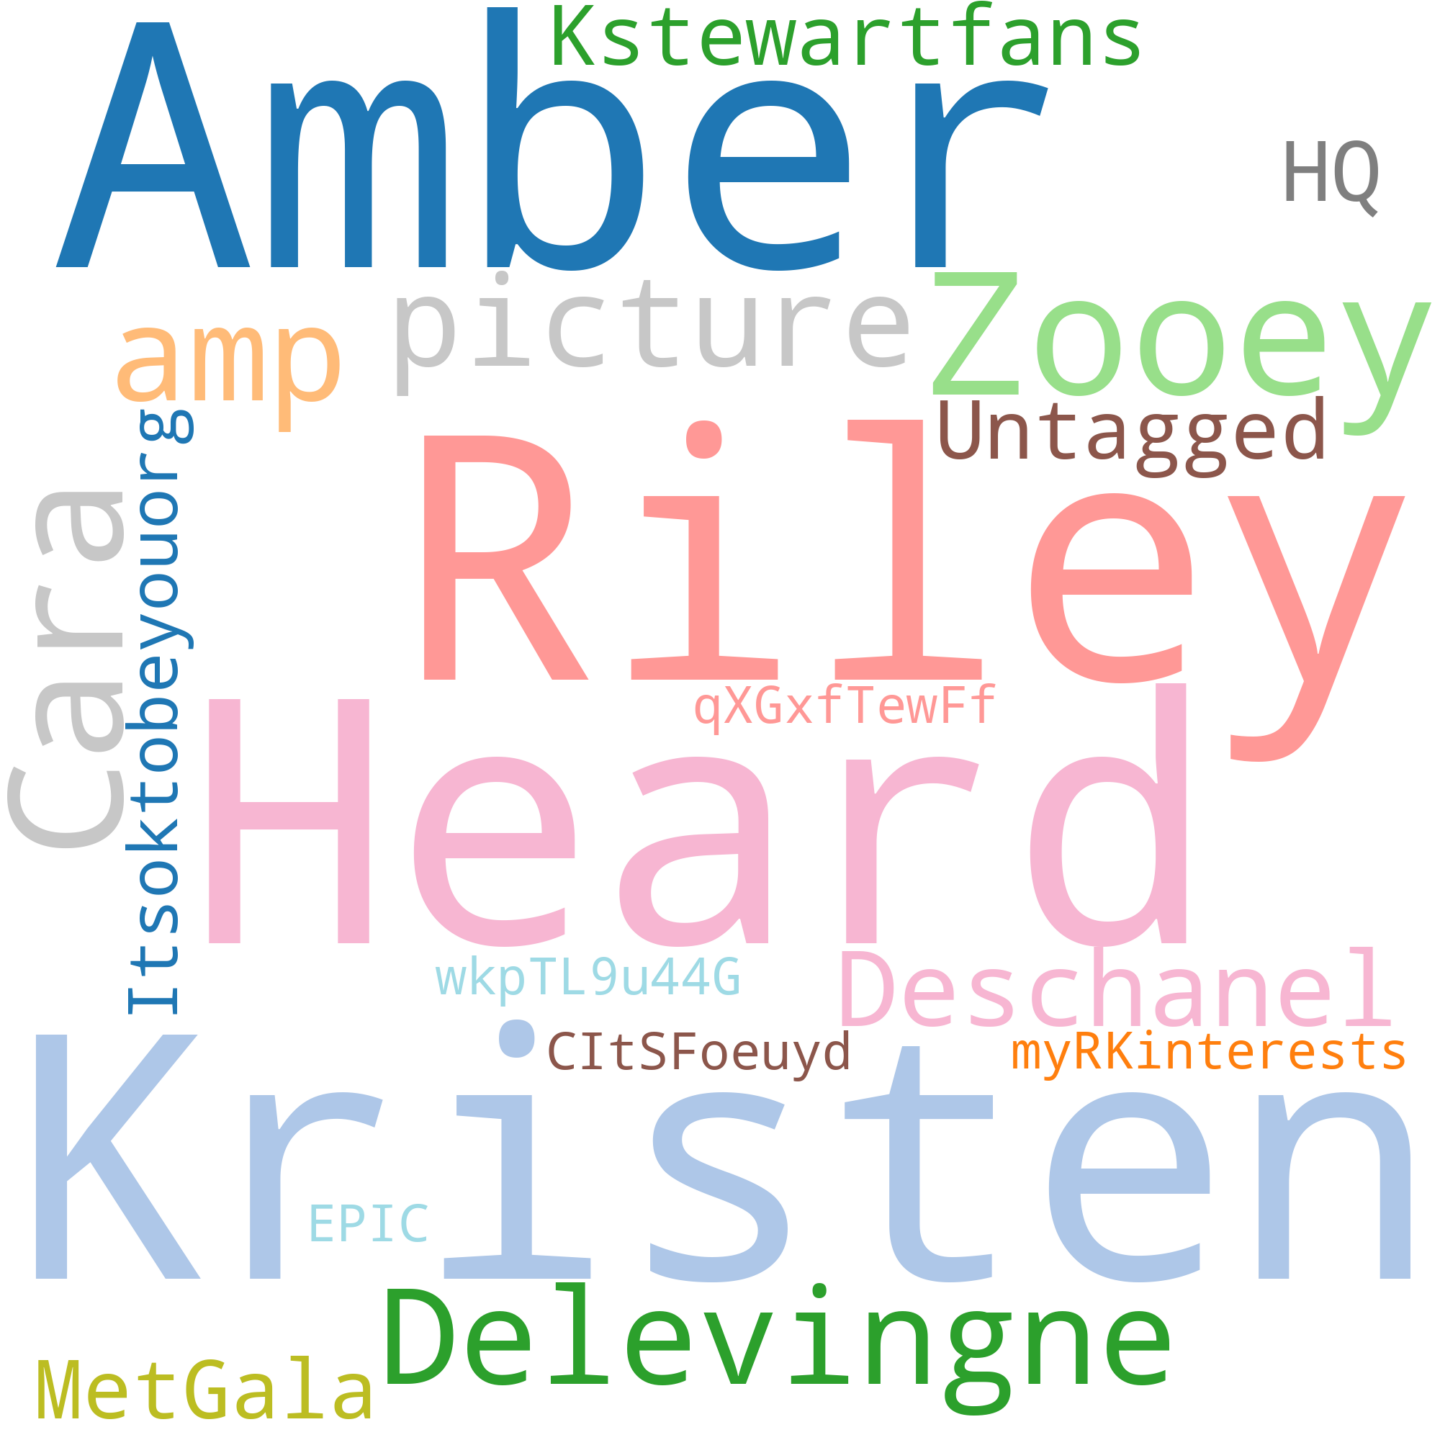 Kstewartfans
Amber
HQ
picture
Zooey
amp
Untagged
Riley
Cara
Itsoktobeyouorg
qXGxfTewFf
Heard
wkpTL9u44G
Deschanel
CItSFoeuyd
myRKinterests
Kristen
EPIC
Delevingne
MetGala